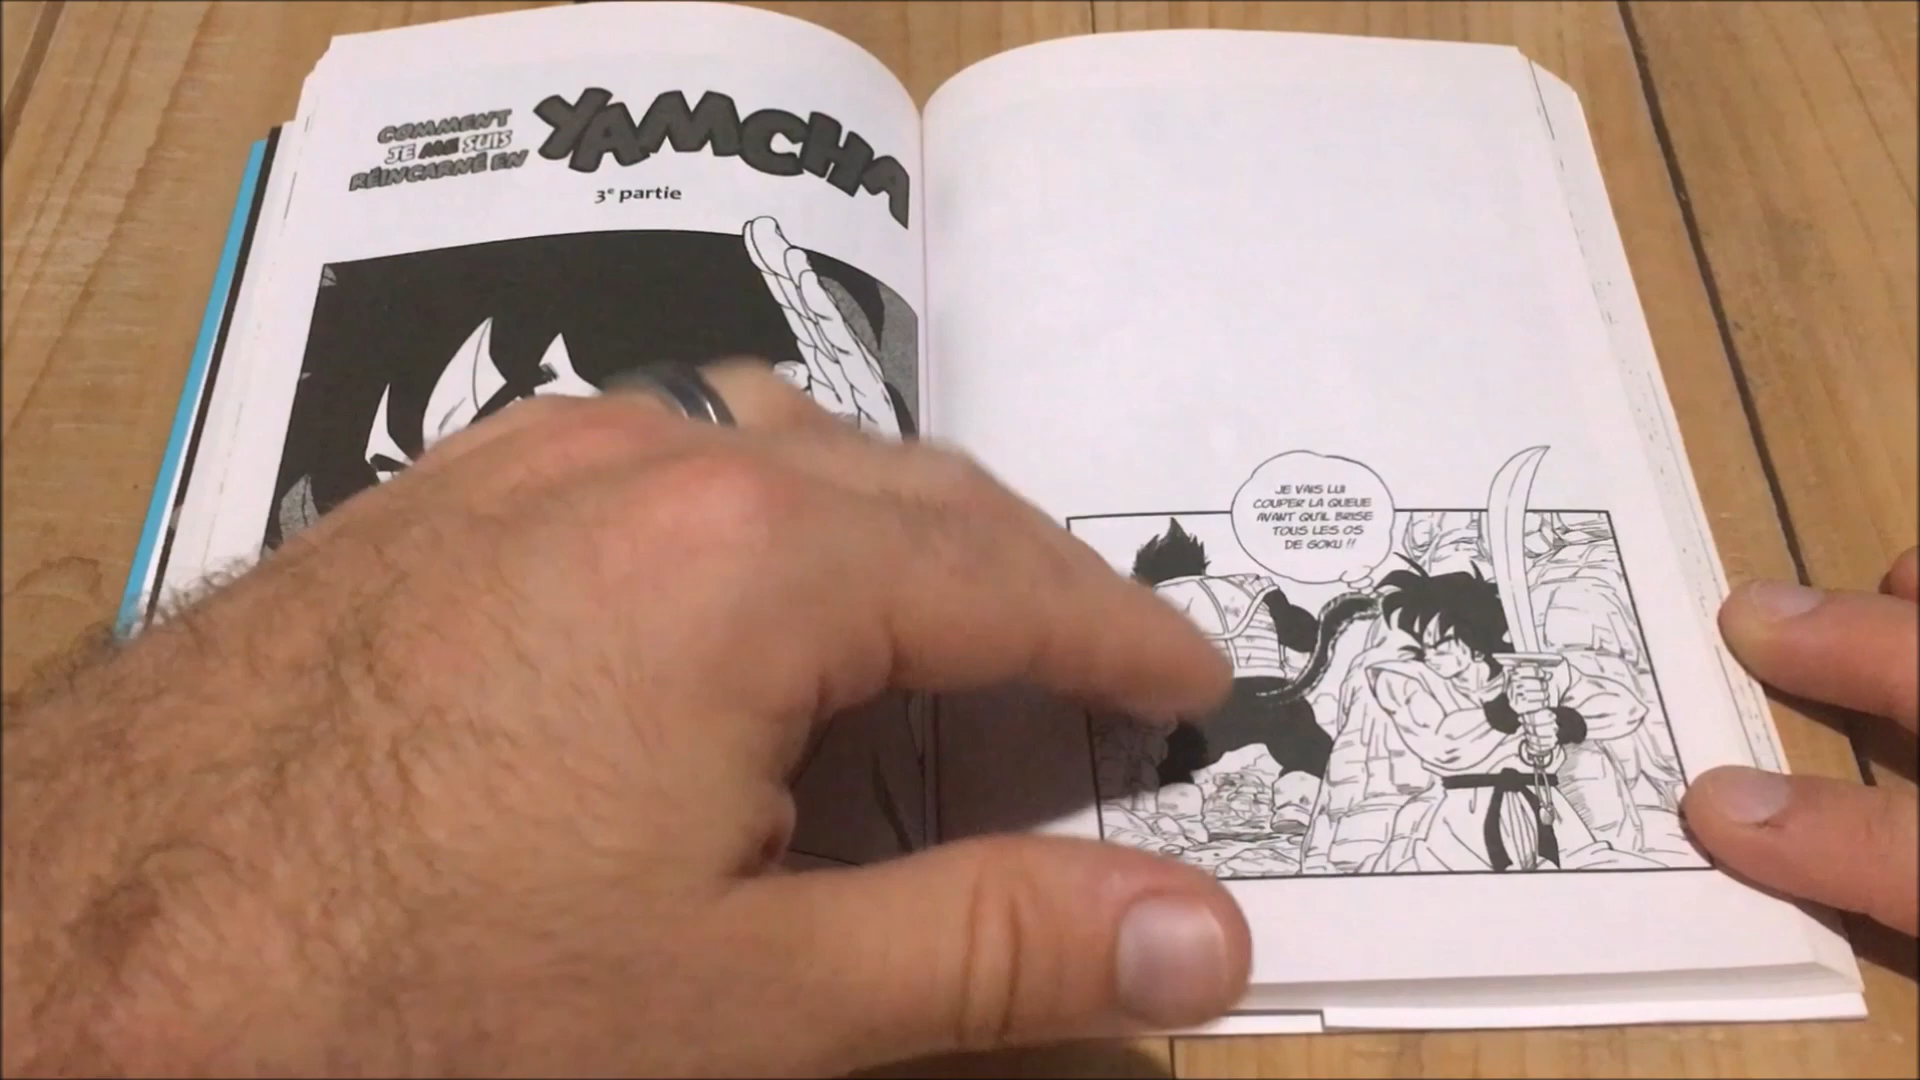 COMMENT
JE ME SUIS
RÉINCARNÉ EN
YAMCHA
3e partie
JE VAIS LUI
COUPER LA QUEUE
AVANT QU'IL BRISE
TOUS LES OS
DE GOKU !!